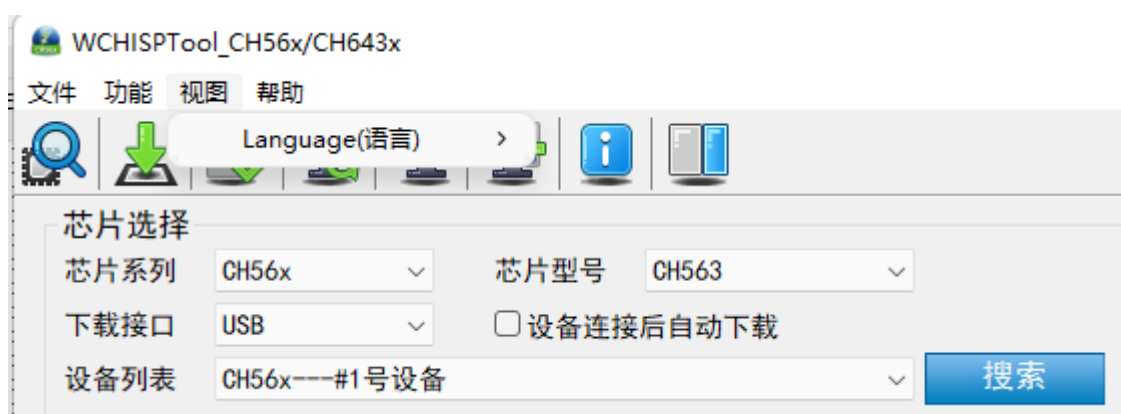 WCHISPTool_CH56x/CH643x
文件 功能 视图 帮助
Language(语言) >
芯片选择
芯片系列 CH56x 芯片型号 CH563
下载接口 USB 设备连接后自动下载
设备列表 CH56x---#1号设备 搜索